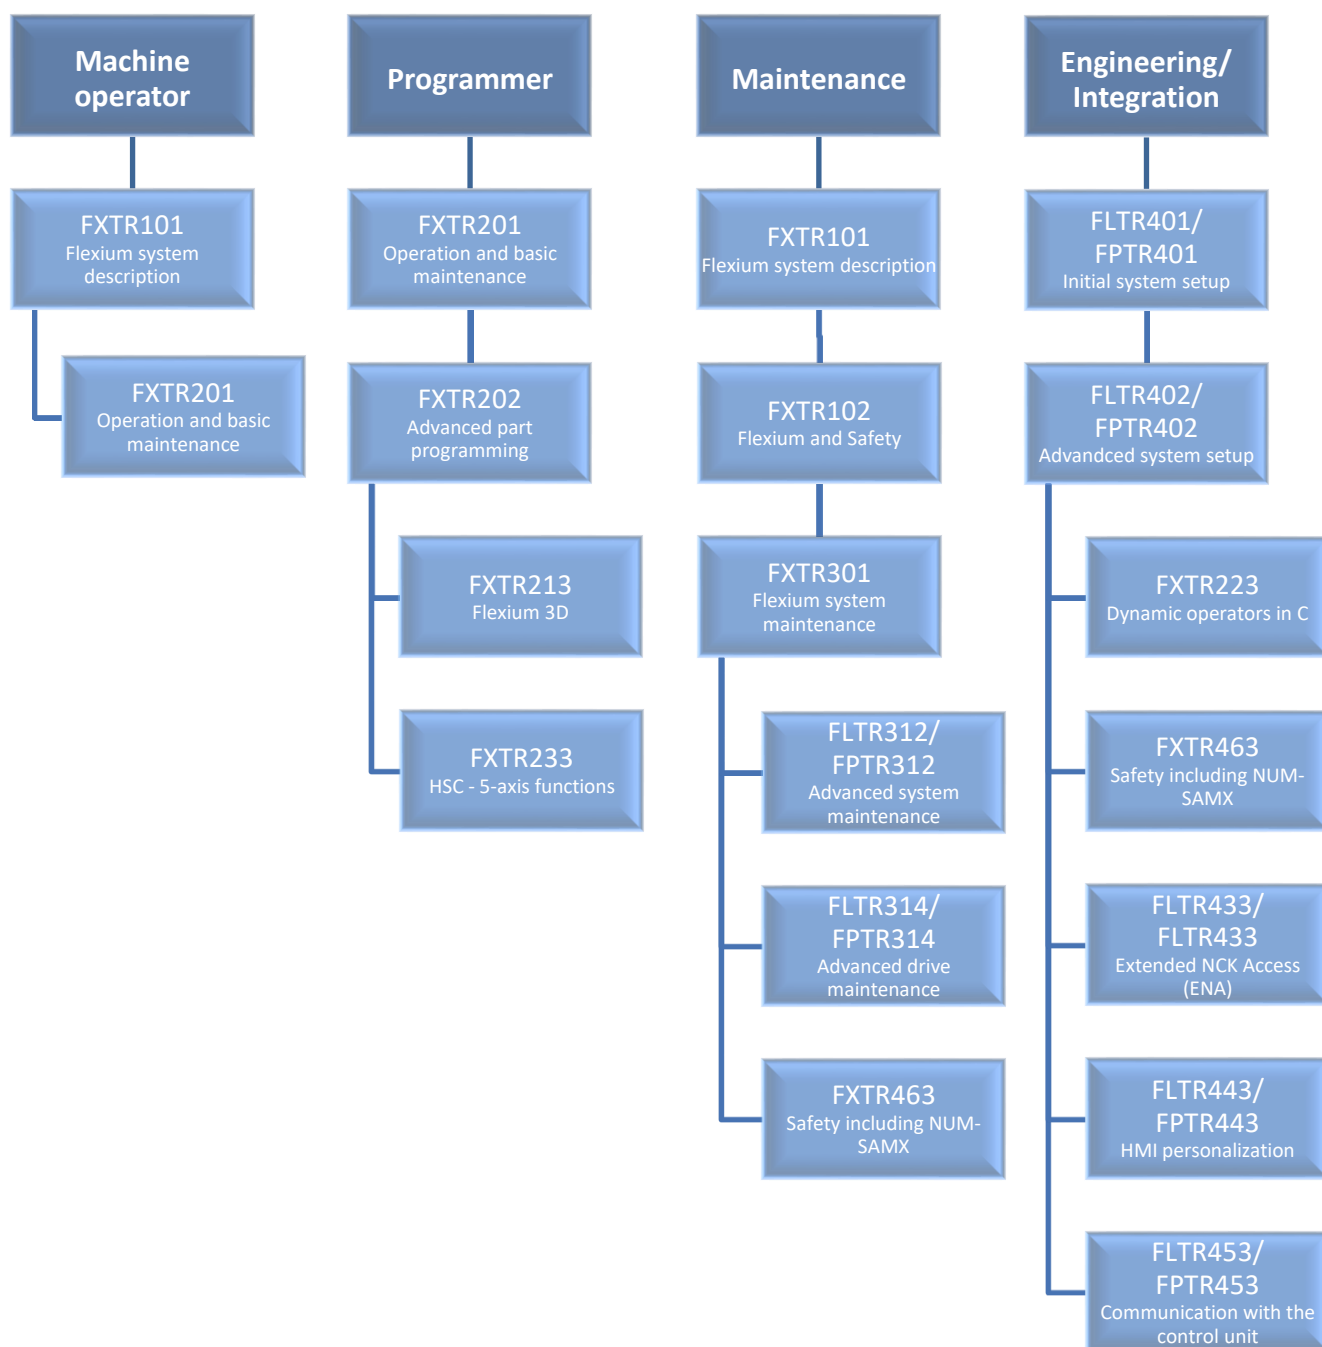 Machine
operator
FXTR101
Flexium system
description
FXTR201
Operation and basic
maintenance
Programmer
FXTR201
Operation and basic
maintenance
FXTR202
Advanced part
programming
FXTR213
Flexium 3D
FXTR233
HSC - 5-axis functions
Maintenance
FXTR101
Flexium system description
FXTR102
Flexium and Safety
FXTR301
Flexium system
maintenance
FLTR312/
FPTR312
Advanced system
maintenance
FLTR314/
FPTR314
Advanced drive
maintenance
FXTR463
Safety including NUM-
SAMX
Engineering/
Integration
FLTR401/
FPTR401
Initial system setup
FLTR402/
FPTR402
Advandced system setup
FXTR223
Dynamic operators in C
FXTR463
Safety including NUM-
SAMX
FLTR433/
FLTR433
Extended NCK Access
(ENA)
FLTR443/
FPTR443
HMI personalization
FLTR453/
FPTR453
Communication with the
control unit